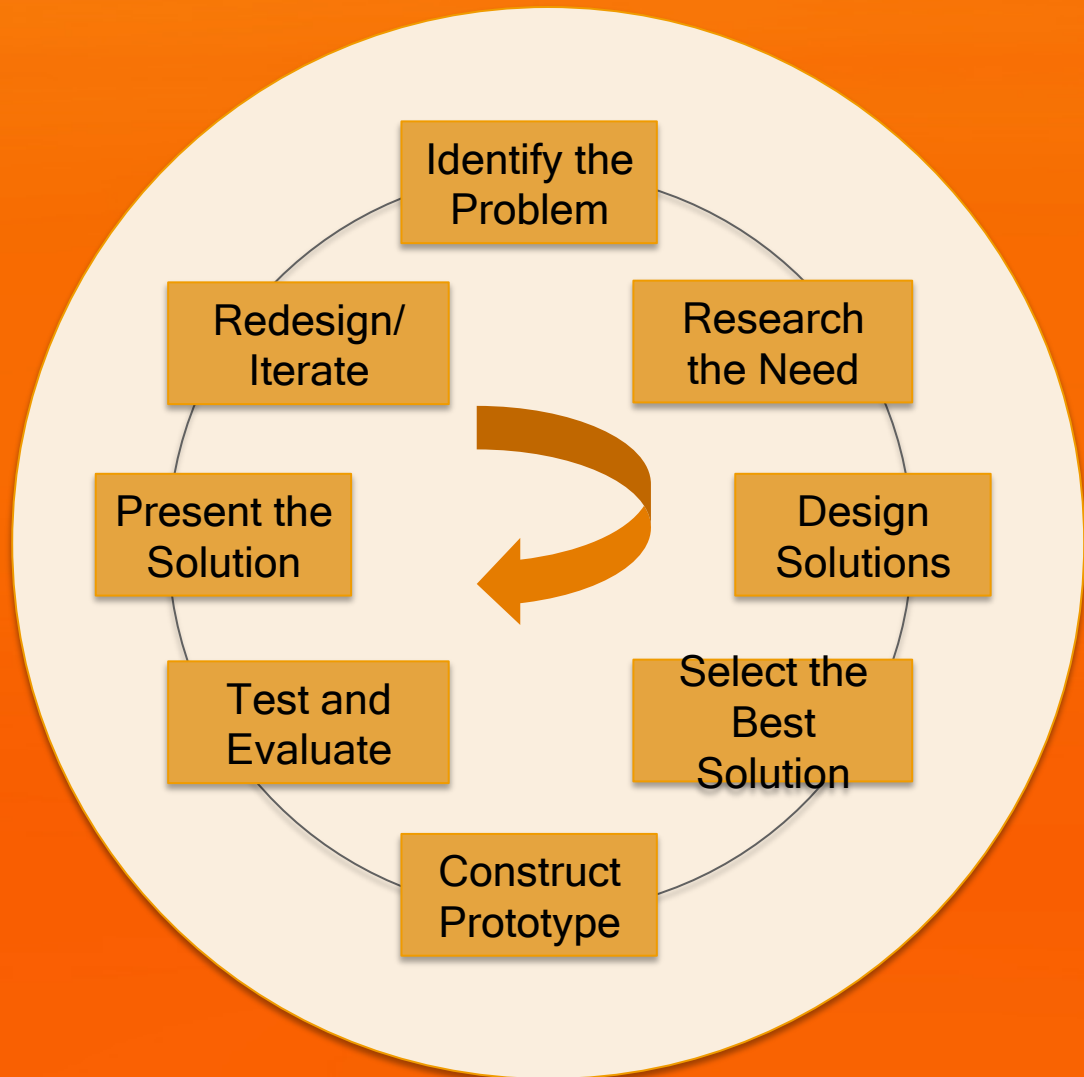 Identify the
Problem
Research
the Need
Design
Solutions
Select the
Best
Solution
Construct
Prototype
Test and
Evaluate
Present the
Solution
Redesign/
Iterate